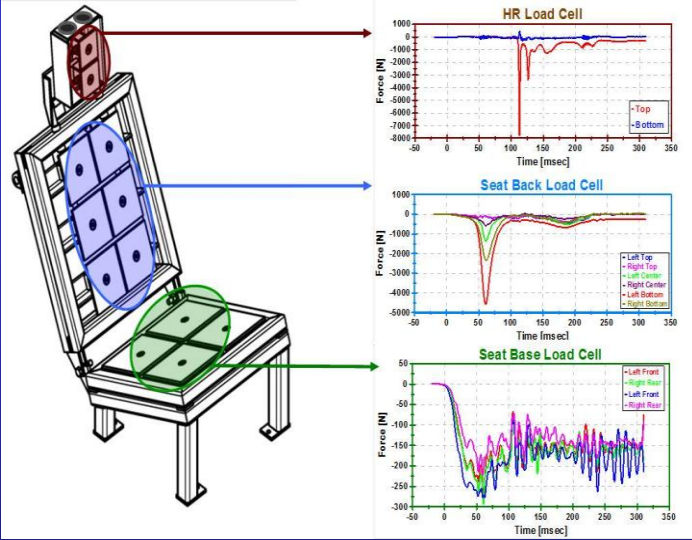 HR Load Cell
1000
0
-1000
-2000
-3000
-4000
-5000
-6000
-7000
-8000
-50 0 50 100 150 200 250 300 350
Force [N]
Time [msec]
Top
Bottom
Seat Back Load Cell
1000
0
-1000
-2000
-3000
-4000
-5000
-50 0 50 100 150 200 250 300 350
Force [N]
Time [msec]
Left Top
Right Top
Left Center
Right Center
Left Bottom
Right Bottom
Seat Base Load Cell
50
0
-50
-100
-150
-200
-250
-300
-50 0 50 100 150 200 250 300 350
Force [N]
Time [msec]
Left Front
Right Rear
Left Front
Right Rear